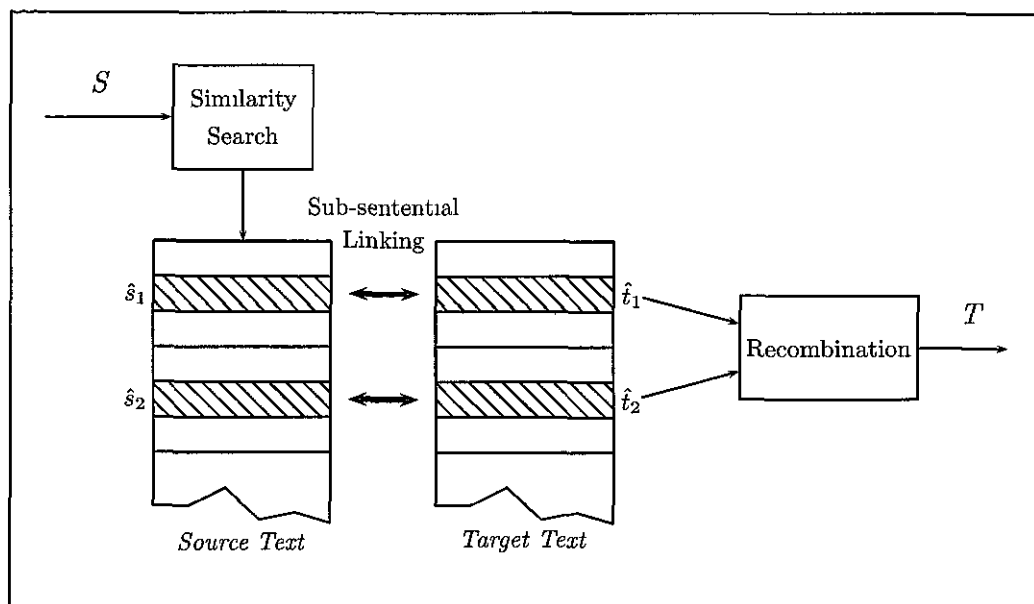 S
Similarity
Search
Sub-sentential
Linking
ŝ₁
t̂₁
T
Recombination
ŝ₂
t̂₂
Source Text
Target Text